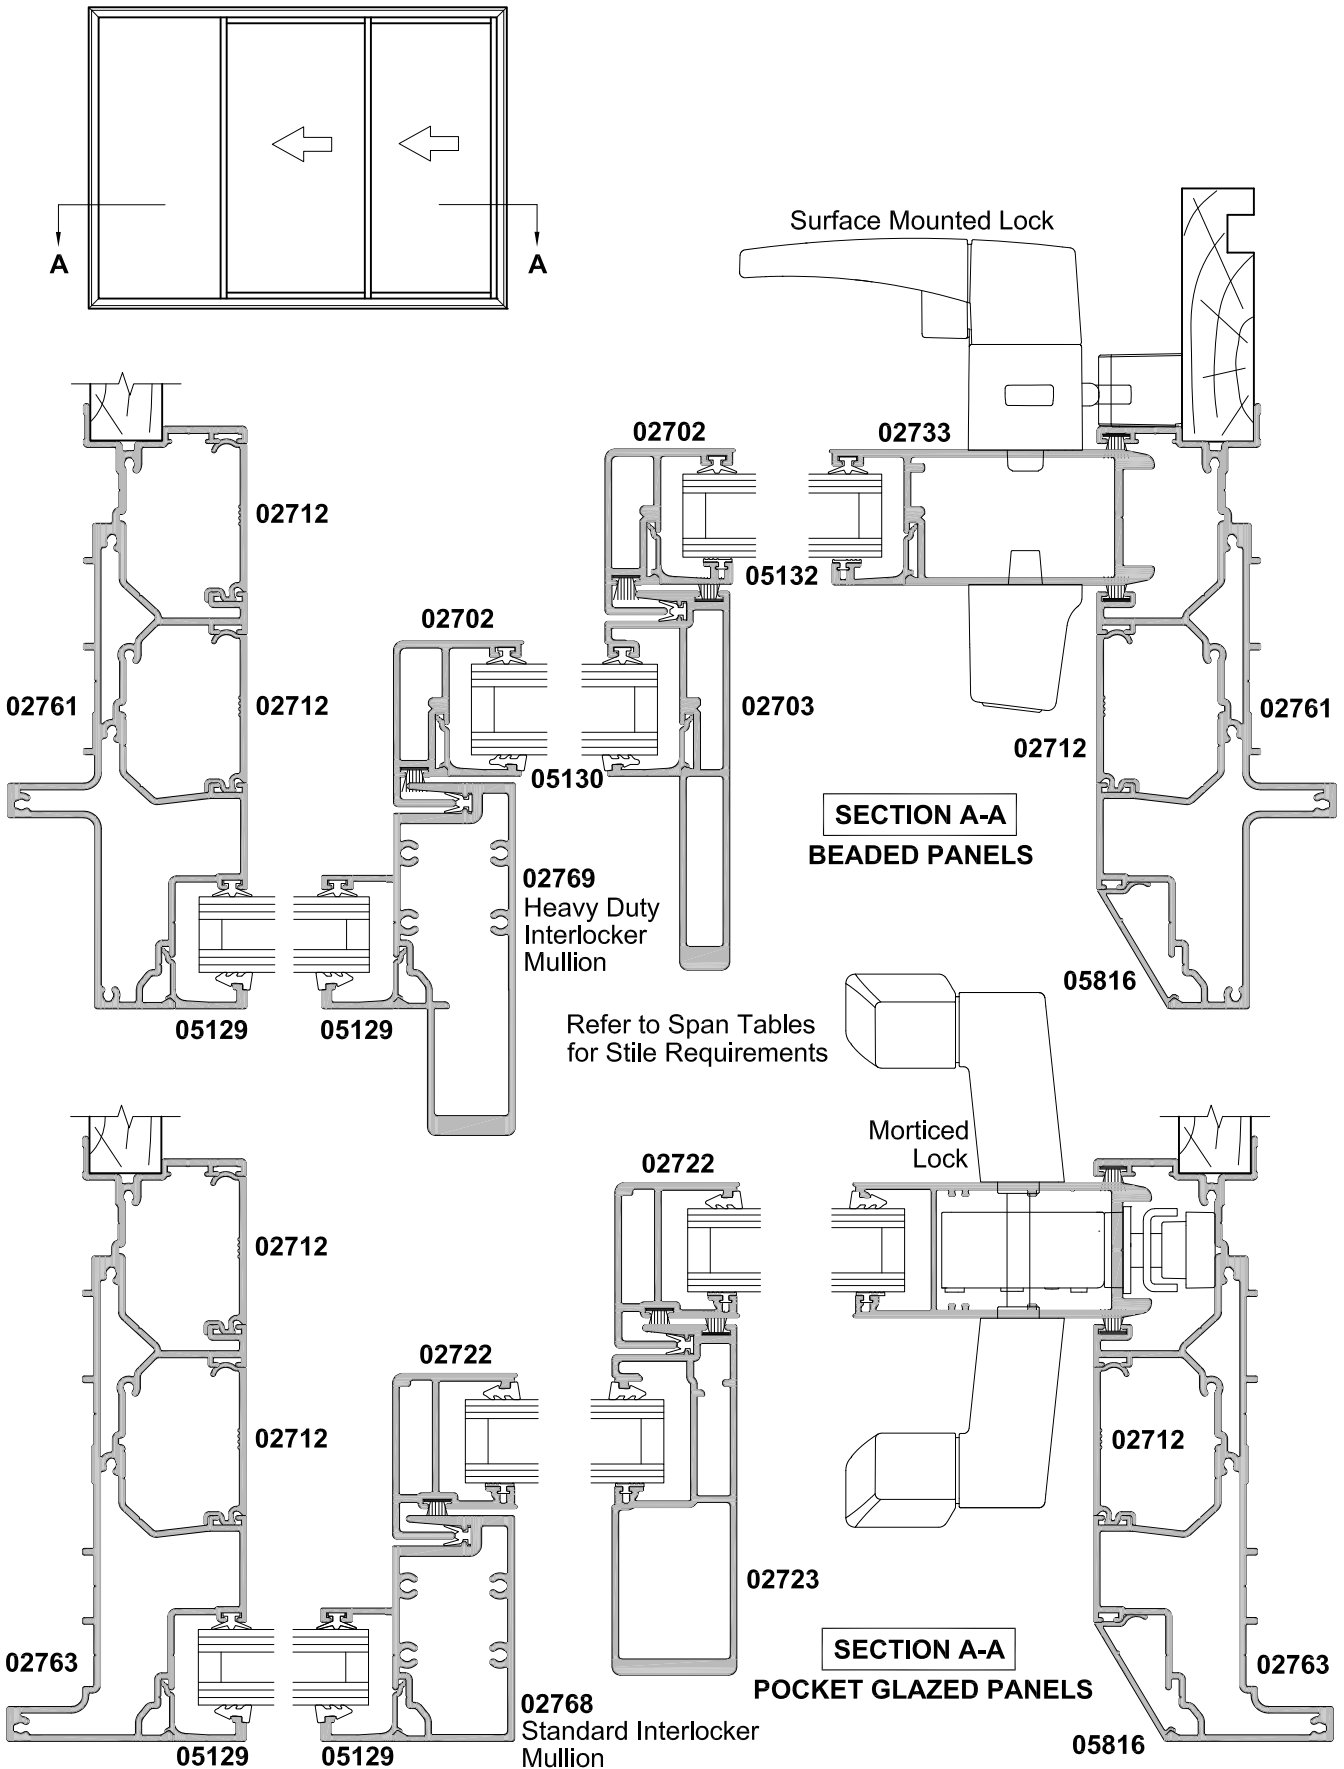 A
A
Surface Mounted Lock
02702
02733
02712
05132
02702
02761
02712
02703
02712
02761
05130
SECTION A-A
BEADED PANELS
02769
Heavy Duty
Interlocker
Mullion
05816
05129
05129
Refer to Span Tables
for Stile Requirements
Morticed
Lock
02722
02712
02722
02712
02712
02723
SECTION A-A
POCKET GLAZED PANELS
02763
02763
02768
Standard Interlocker
Mullion
05129
05129
05816